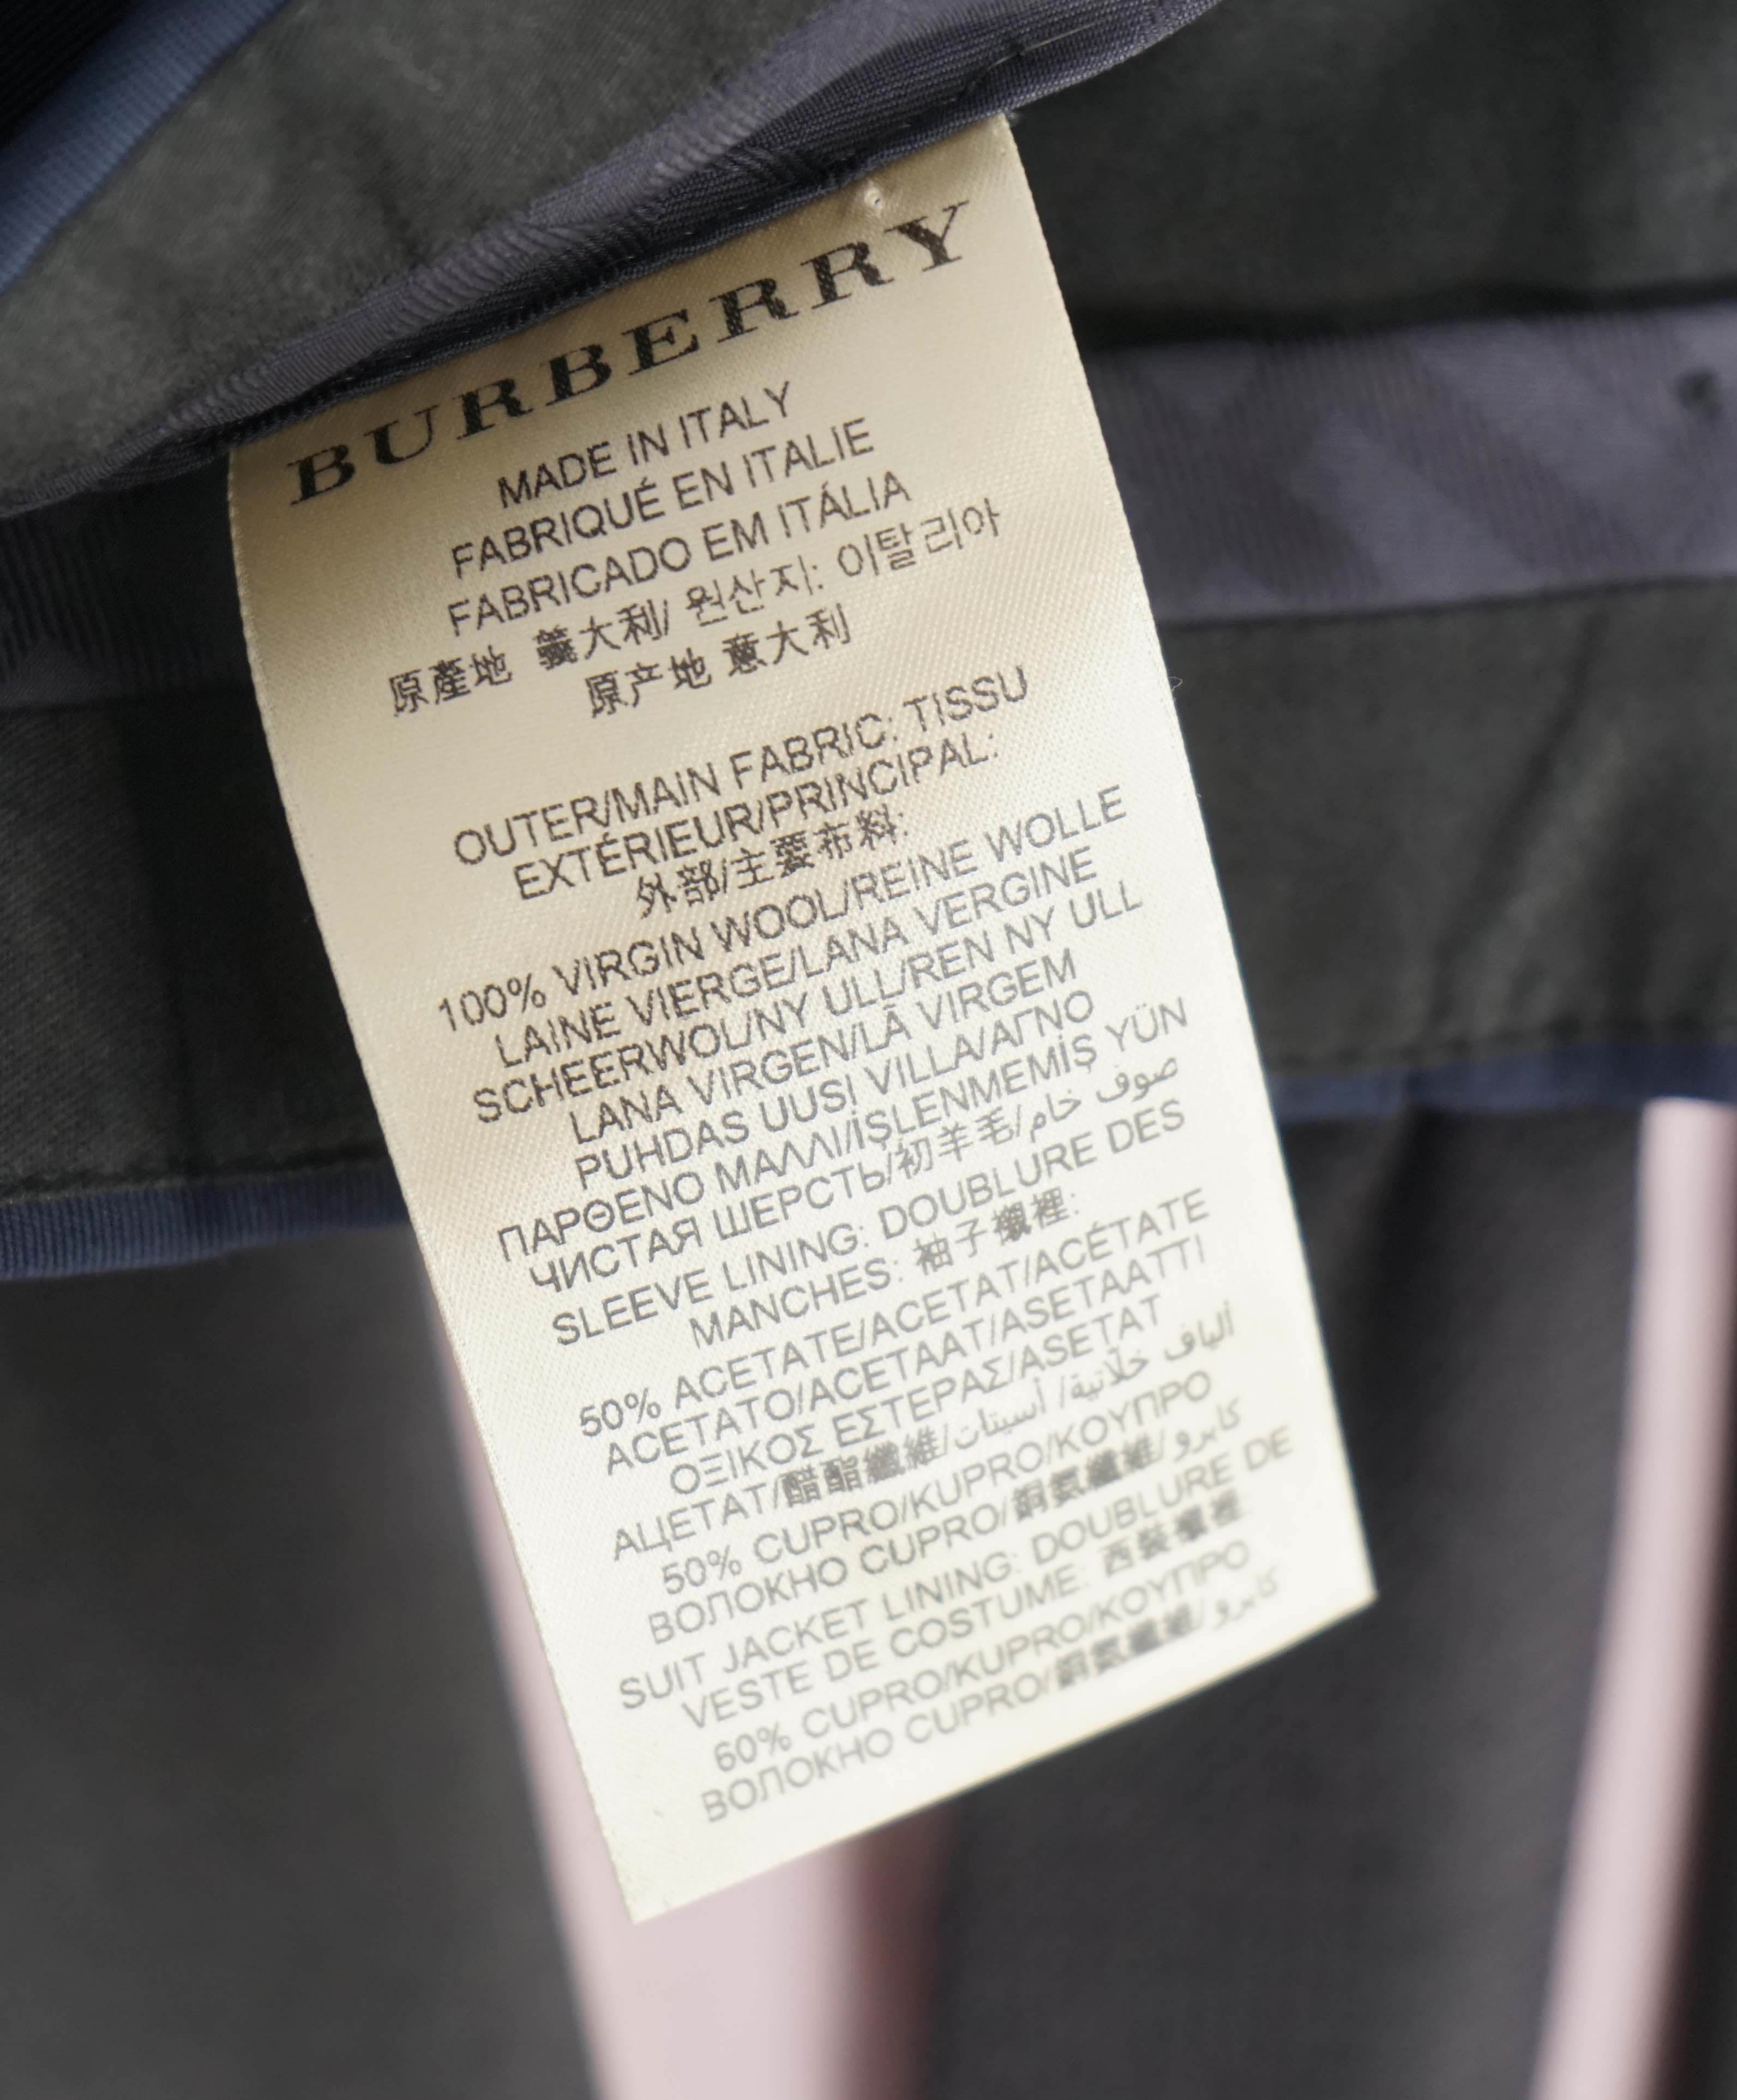 BURBERRY
MADE IN ITALY
FABRIQUÉ EN ITALIE
FABRICADO EM ITÁLIA
原產地 義大利/ 원산지: 이탈리아
原产地 意大利
OUTER/MAIN FABRIC: TISSU
EXTÉRIEUR/PRINCIPAL:
外部/主要布料:
100% VIRGIN WOOL/REINE WOLLE
LAINE VIERGE/LANA VERGINE
SCHEERWOL/NY ULL/REN NY ULL
LANA VIRGEN/LÃ VIRGEM
PUHDAS UUSI VILLA/ΑΓΝΟ
ΠΑΡΘΕΝΟ ΜΑΛΛΙ/İŞLENMEMİŞ YÜN
ЧИСТАЯ ШЕРСТЬ/初羊毛/صوف خام
SLEEVE LINING: DOUBLURE DES
MANCHES: 袖子襯裡:
50% ACETATE/ACETAT/ACÉTATE
ACETATO/ACETAAT/ASETAATTI
ΟΞΙΚΟΣ ΕΣΤΕΡΑΣ/ASETAT
АЦЕТАТ/醋酯纖維/ألياف خلّاتية/ أسيتات
50% CUPRO/KUPRO/ΚΟΥΠΡΟ
ВОЛОКНО CUPRO/銅氨纖維/كابرو
SUIT JACKET LINING: DOUBLURE DE
VESTE DE COSTUME: 西裝襯裡:
60% CUPRO/KUPRO/ΚΟΥΠΡΟ
ВОЛОКНО CUPRO/銅氨纖維/كابرو